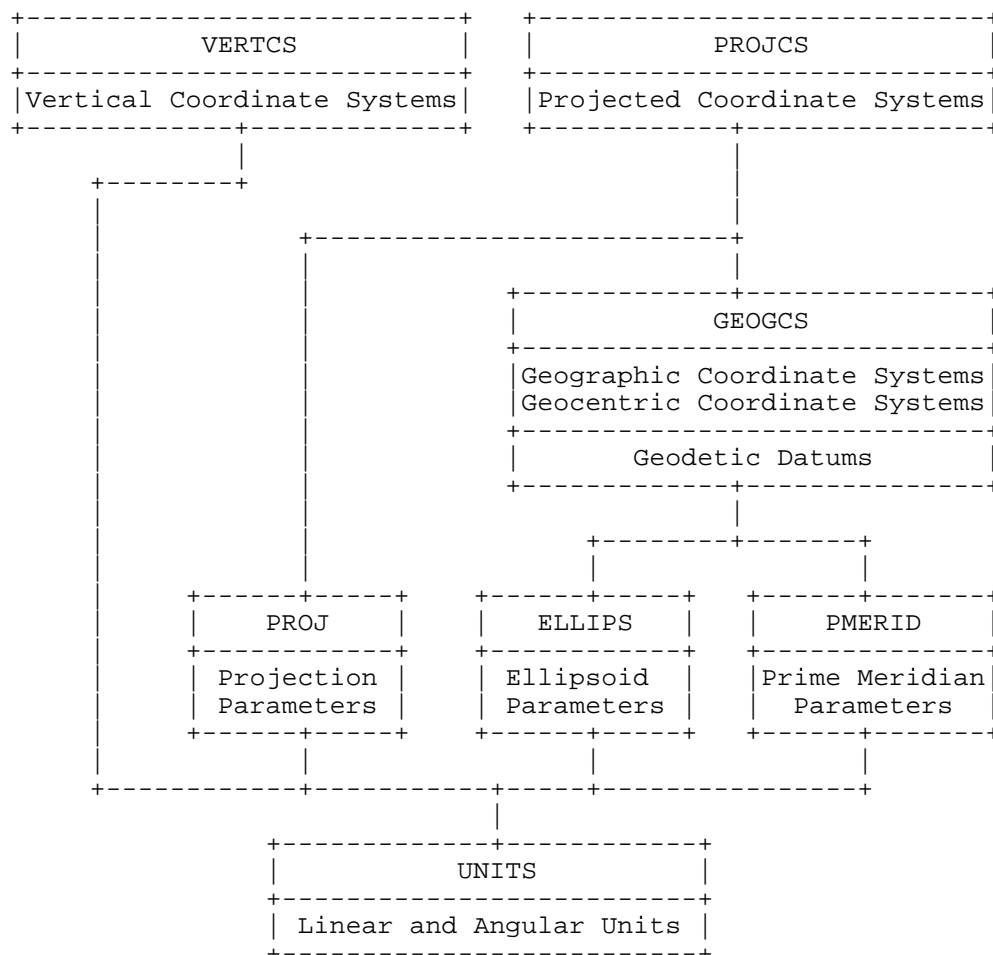 VERTCS
PROJCS
Vertical Coordinate Systems
Projected Coordinate Systems
GEOGCS
Geographic Coordinate Systems
Geocentric Coordinate Systems
Geodetic Datums
PROJ
ELLIPS
PMERID
Projection
Parameters
Ellipsoid
Parameters
Prime Meridian
Parameters
UNITS
Linear and Angular Units